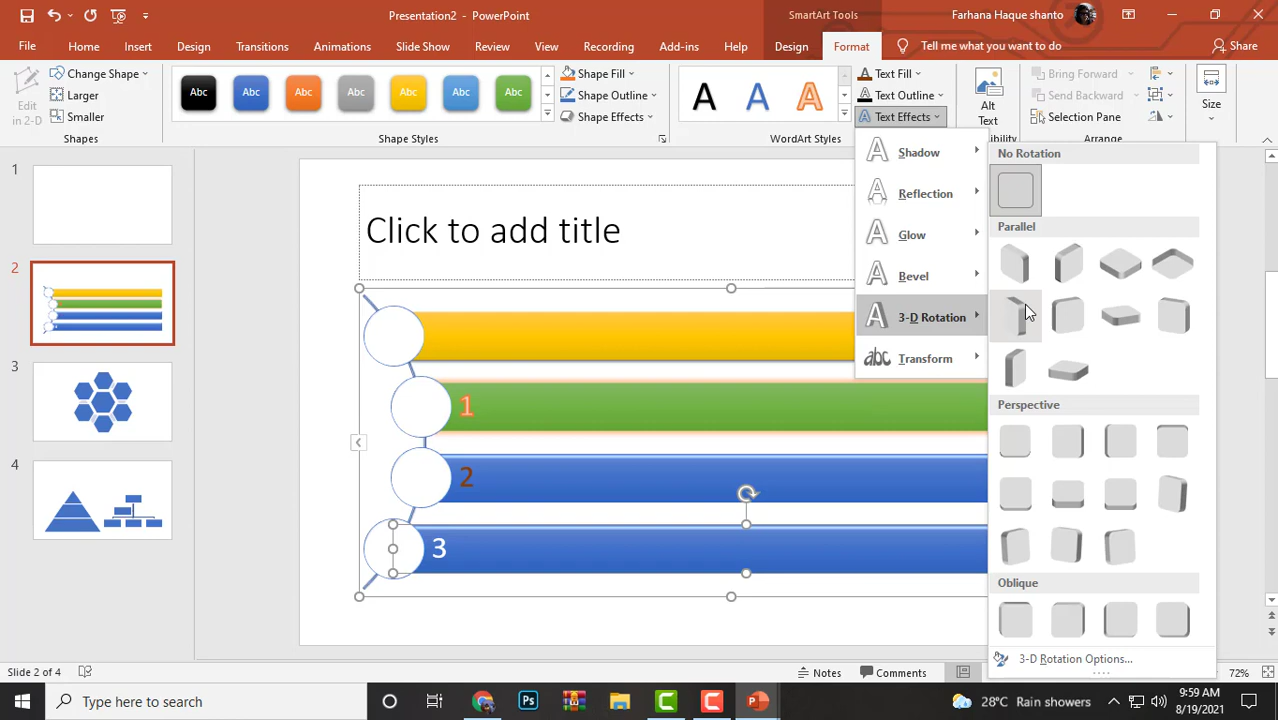 Presentation2 - PowerPoint
SmartArt Tools
Farhana Haque shanto
File
Home
Insert
Design
Transitions
Animations
Slide Show
Review
View
Recording
Add-ins
Help
Design
Format
Tell me what you want to do
Share
Edit
in 2-D
Change Shape
Larger
Smaller
Shapes
Abc
Abc
Abc
Abc
Abc
Abc
Abc
Shape Fill
Shape Outline
Shape Effects
Shape Styles
A
A
A
Text Fill
Text Outline
Text Effects
WordArt Styles
Alt
Text
Bring Forward
Send Backward
Selection Pane
Arrange
Size
Shadow
Reflection
Glow
Bevel
3-D Rotation
abc Transform
No Rotation
Parallel
Perspective
Oblique
3-D Rotation Options...
1
2
3
4
Click to add title
1
2
3
Slide 2 of 4
Notes
Comments
72%
Type here to search
Ps
28°C Rain showers
9:59 AM
8/19/2021